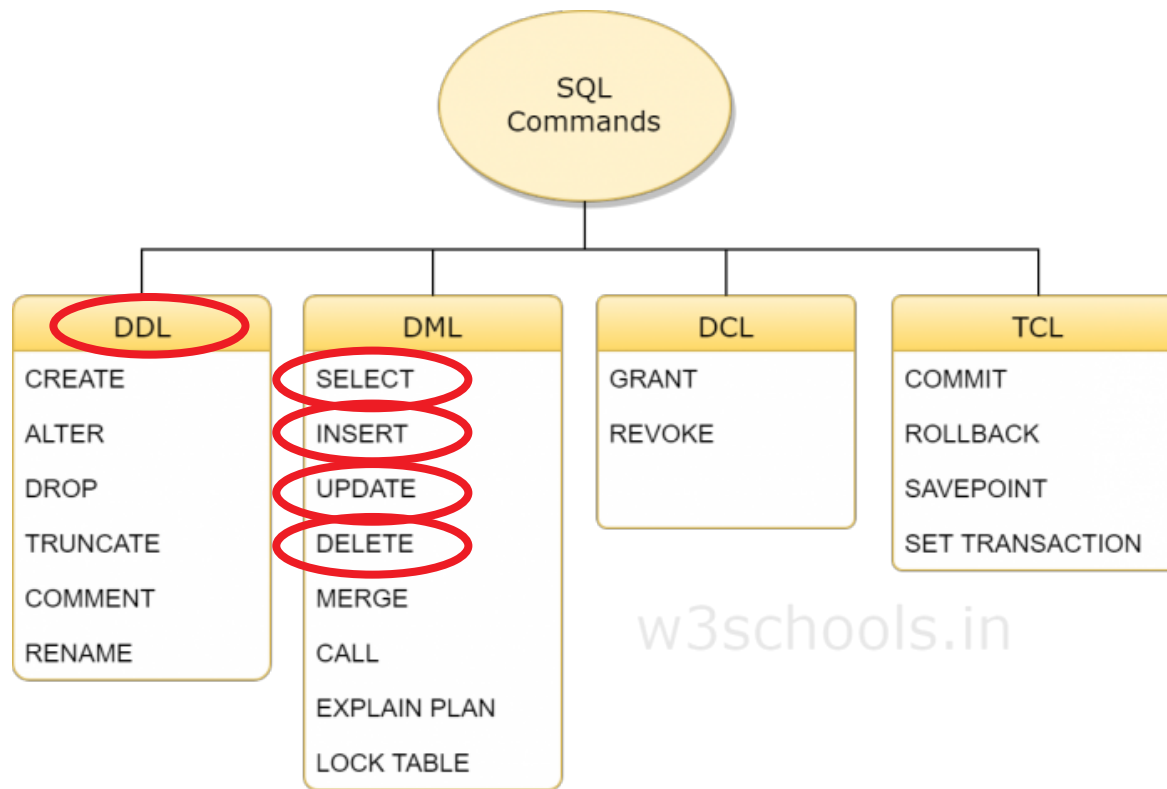 SQL
Commands
DDL
CREATE
ALTER
DROP
TRUNCATE
COMMENT
RENAME
DML
SELECT
INSERT
UPDATE
DELETE
MERGE
CALL
EXPLAIN PLAN
LOCK TABLE
DCL
GRANT
REVOKE
TCL
COMMIT
ROLLBACK
SAVEPOINT
SET TRANSACTION
w3schools.in